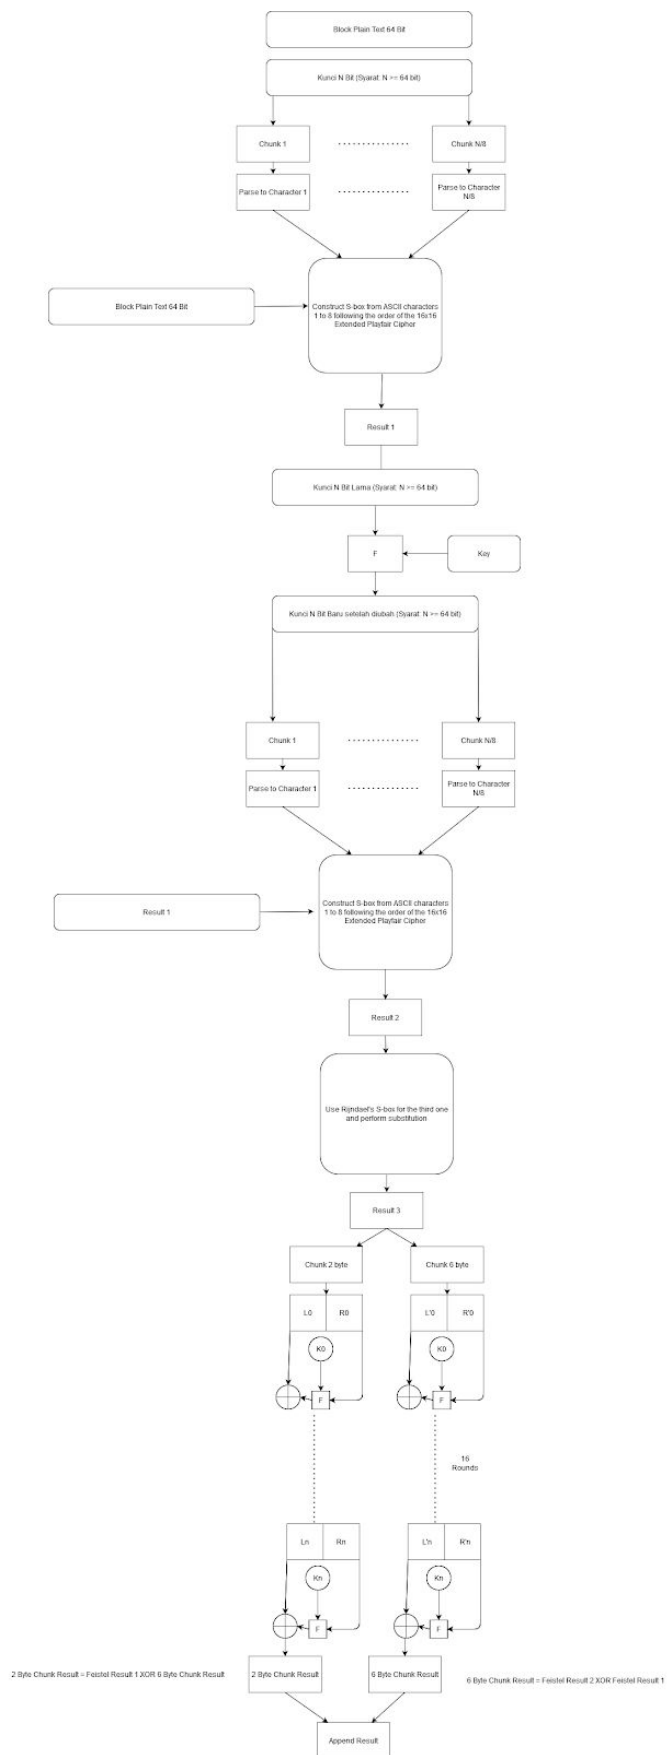 Block Plain Text 64 Bit
Kunci N Bit (Syarat: N >= 64 bit)
Chunk 1
Chunk N/8
Parse to Character 1
Parse to Character
N/8
Block Plain Text 64 Bit
Construct S-box from ASCII characters
1 to 8 following the order of the 16x16
Extended Playfair Cipher
Result 1
Kunci N Bit Lama (Syarat: N >= 64 bit)
F
Key
Kunci N Bit Baru setelah diubah (Syarat: N >= 64 bit)
Chunk 1
Chunk N/8
Parse to Character 1
Parse to Character
N/8
Result 1
Construct S-box from ASCII characters
1 to 8 following the order of the 16x16
Extended Playfair Cipher
Result 2
Use Rijndael's S-box for the third one
and perform substitution
Result 3
Chunk 2 byte
Chunk 6 byte
L0
R0
L'0
R'0
K0
K0
F
F
16
Rounds
Ln
Rn
L'n
R'n
Kn
Kn
F
F
2 Byte Chunk Result = Feistel Result 1 XOR 6 Byte Chunk Result
2 Byte Chunk Result
6 Byte Chunk Result
6 Byte Chunk Result = Feistel Result 2 XOR Feistel Result 1
Append Result